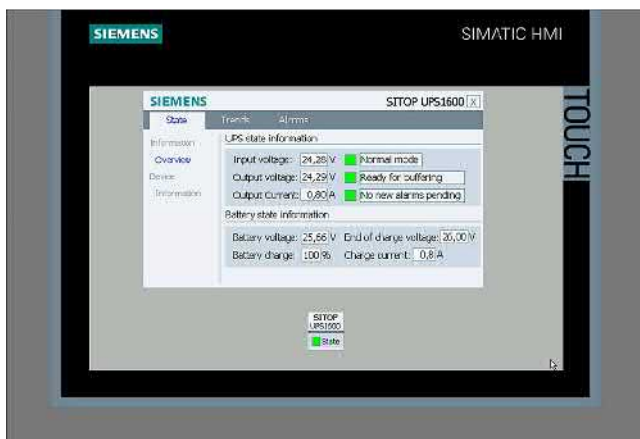 SIEMENS
SIMATIC HMI
TOUCH
SIEMENS
SITOP UPS1600 X
State Trends Alarms
Information
Overview
Device
Information
UPS state information
Input voltage: 24,28 V Normal mode
Output voltage: 24,29 V Ready for buffering
Output Current: 0,80 A No new alarms pending
Battery state information
Battery voltage: 25,66 V End of charge voltage: 26,00 V
Battery charge: 100 % Charge current: 0,8 A
SITOP
UPS1600
State